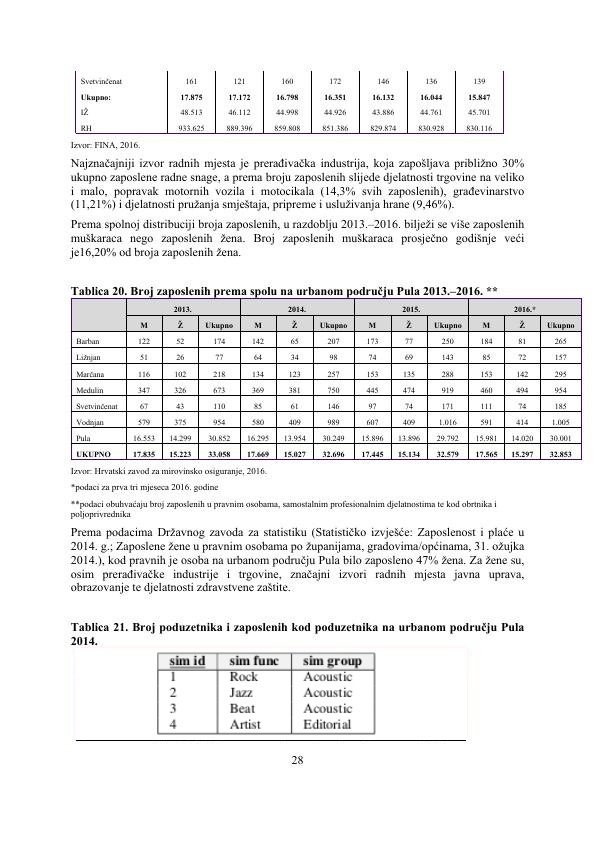 Svetvinčenat 161 121 160 172 146 136 139
Ukupno: 17.875 17.172 16.798 16.351 16.132 16.044 15.847
IŽ 48.513 46.112 44.998 44.926 43.886 44.761 45.701
RH 933.625 889.396 859.808 851.386 829.874 830.928 830.116
Izvor: FINA, 2016.
Najznačajniji izvor radnih mjesta je prerađivačka industrija, koja zapošljava približno 30%
ukupno zaposlene radne snage, a prema broju zaposlenih slijede djelatnosti trgovine na veliko
i malo, popravak motornih vozila i motocikala (14,3% svih zaposlenih), građevinarstvo
(11,21%) i djelatnosti pružanja smještaja, pripreme i usluživanja hrane (9,46%).
Prema spolnoj distribuciji broja zaposlenih, u razdoblju 2013.–2016. bilježi se više zaposlenih
muškaraca nego zaposlenih žena. Broj zaposlenih muškaraca prosječno godišnje veći
je16,20% od broja zaposlenih žena.
Tablica 20. Broj zaposlenih prema spolu na urbanom području Pula 2013.–2016. **
2013. 2014. 2015. 2016.*
M Ž Ukupno M Ž Ukupno M Ž Ukupno M Ž Ukupno
Barban 122 52 174 142 65 207 173 77 250 184 81 265
Ližnjan 51 26 77 64 34 98 74 69 143 85 72 157
Marčana 116 102 218 134 123 257 153 135 288 153 142 295
Medulin 347 326 673 369 381 750 445 474 919 460 494 954
Svetvinčenat 67 43 110 85 61 146 97 74 171 111 74 185
Vodnjan 579 375 954 580 409 989 607 409 1.016 591 414 1.005
Pula 16.553 14.299 30.852 16.295 13.954 30.249 15.896 13.896 29.792 15.981 14.020 30.001
UKUPNO 17.835 15.223 33.058 17.669 15.027 32.696 17.445 15.134 32.579 17.565 15.297 32.853
Izvor: Hrvatski zavod za mirovinsko osiguranje, 2016.
*podaci za prva tri mjeseca 2016. godine
**podaci obuhvaćaju broj zaposlenih u pravnim osobama, samostalnim profesionalnim djelatnostima te kod obrtnika i
poljoprivrednika
Prema podacima Državnog zavoda za statistiku (Statističko izvješće: Zaposlenost i plaće u
2014. g.; Zaposlene žene u pravnim osobama po županijama, gradovima/općinama, 31. ožujka
2014.), kod pravnih je osoba na urbanom području Pula bilo zaposleno 47% žena. Za žene su,
osim prerađivačke industrije i trgovine, značajni izvori radnih mjesta javna uprava,
obrazovanje te djelatnosti zdravstvene zaštite.
Tablica 21. Broj poduzetnika i zaposlenih kod poduzetnika na urbanom području Pula
2014.
sim id sim func sim group
1 Rock Acoustic
2 Jazz Acoustic
3 Beat Acoustic
4 Artist Editorial
28